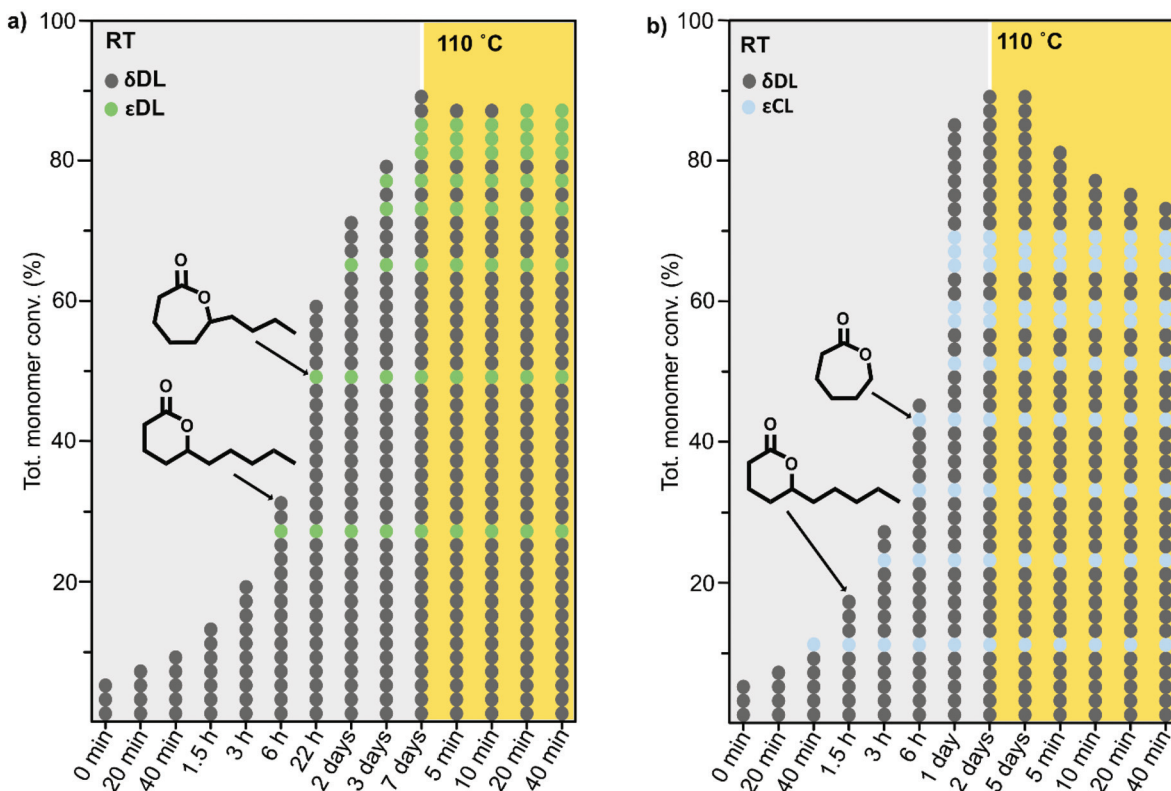 a)
RT
110 ˚C
δDL
εDL
100
80
60
40
20
Tot. monomer conv. (%)
O
O
O
O
0 min
20 min
40 min
1.5 h
3 h
6 h
22 h
2 days
3 days
7 days
5 min
10 min
20 min
40 min
b)
RT
110 ˚C
δDL
εCL
100
80
60
40
20
Tot. monomer conv. (%)
O
O
O
O
0 min
20 min
40 min
1.5 h
3 h
6 h
1 day
2 days
5 days
5 min
10 min
20 min
40 min